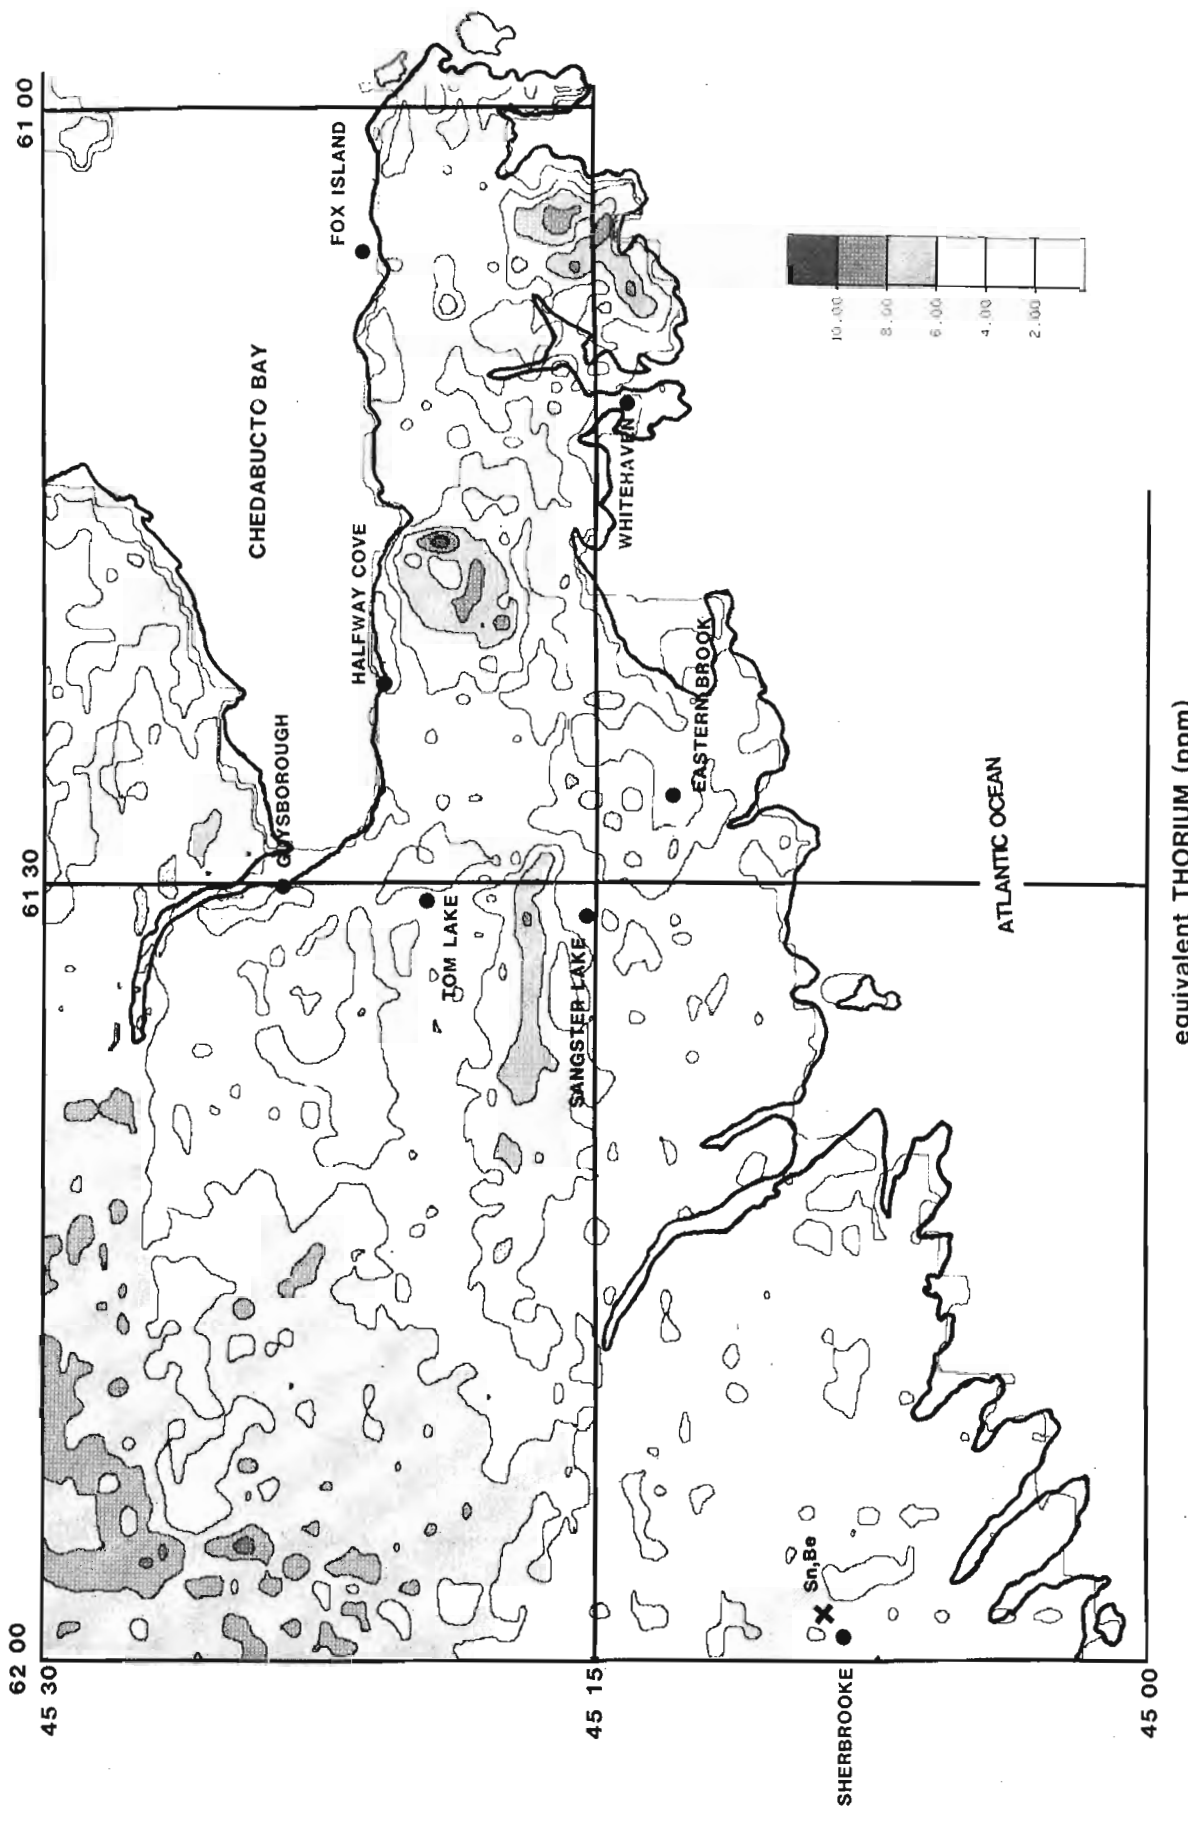 62 00
61 30
61 00
45 30
45 15
45 00
CHEDABUCTO BAY
FOX ISLAND
HALFWAY COVE
GUYSBOROUGH
WHITEHAVEN
EASTERN BROOK
TOM LAKE
SANGSTER LAKE
ATLANTIC OCEAN
Sn,Be
SHERBROOKE
10.00
8.00
6.00
4.00
2.00
equivalent THORIUM (ppm)